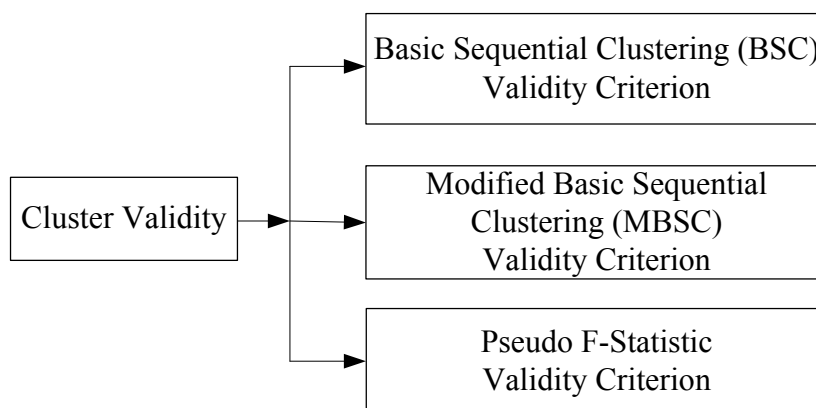 Basic Sequential Clustering (BSC)
Validity Criterion
Cluster Validity
Modified Basic Sequential
Clustering (MBSC)
Validity Criterion
Pseudo F-Statistic
Validity Criterion